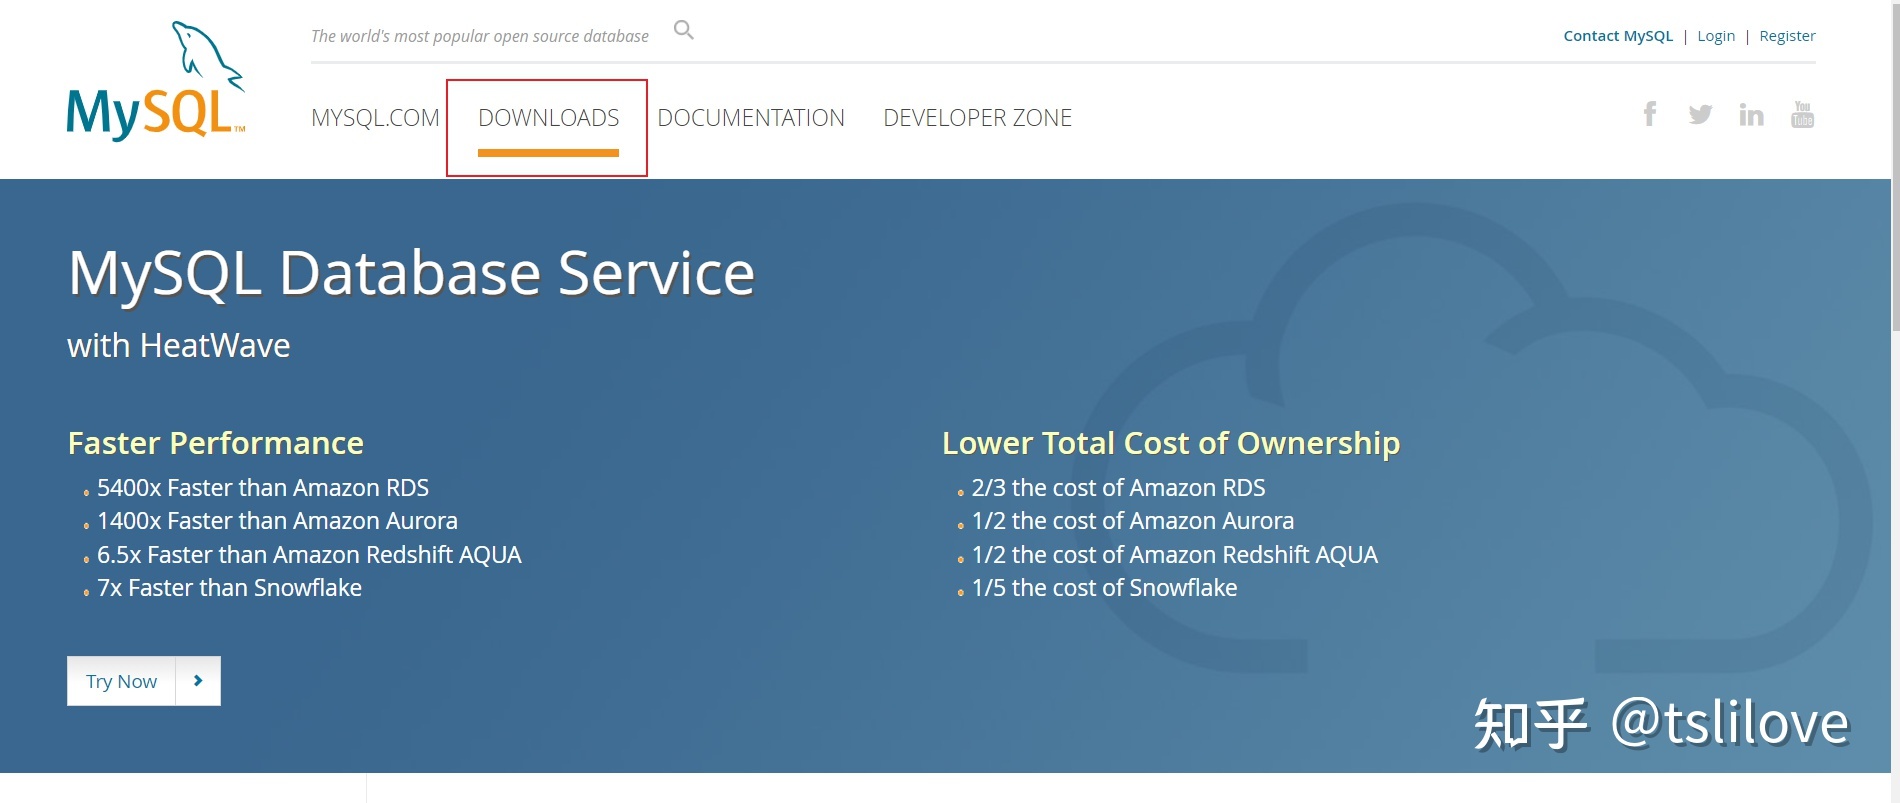 The world's most popular open source database
Contact MySQL | Login | Register
MySQL™
MYSQL.COM DOWNLOADS DOCUMENTATION DEVELOPER ZONE
You Tube
MySQL Database Service
with HeatWave
Faster Performance
5400x Faster than Amazon RDS
1400x Faster than Amazon Aurora
6.5x Faster than Amazon Redshift AQUA
7x Faster than Snowflake
Lower Total Cost of Ownership
2/3 the cost of Amazon RDS
1/2 the cost of Amazon Aurora
1/2 the cost of Amazon Redshift AQUA
1/5 the cost of Snowflake
Try Now
知乎 @tslilove